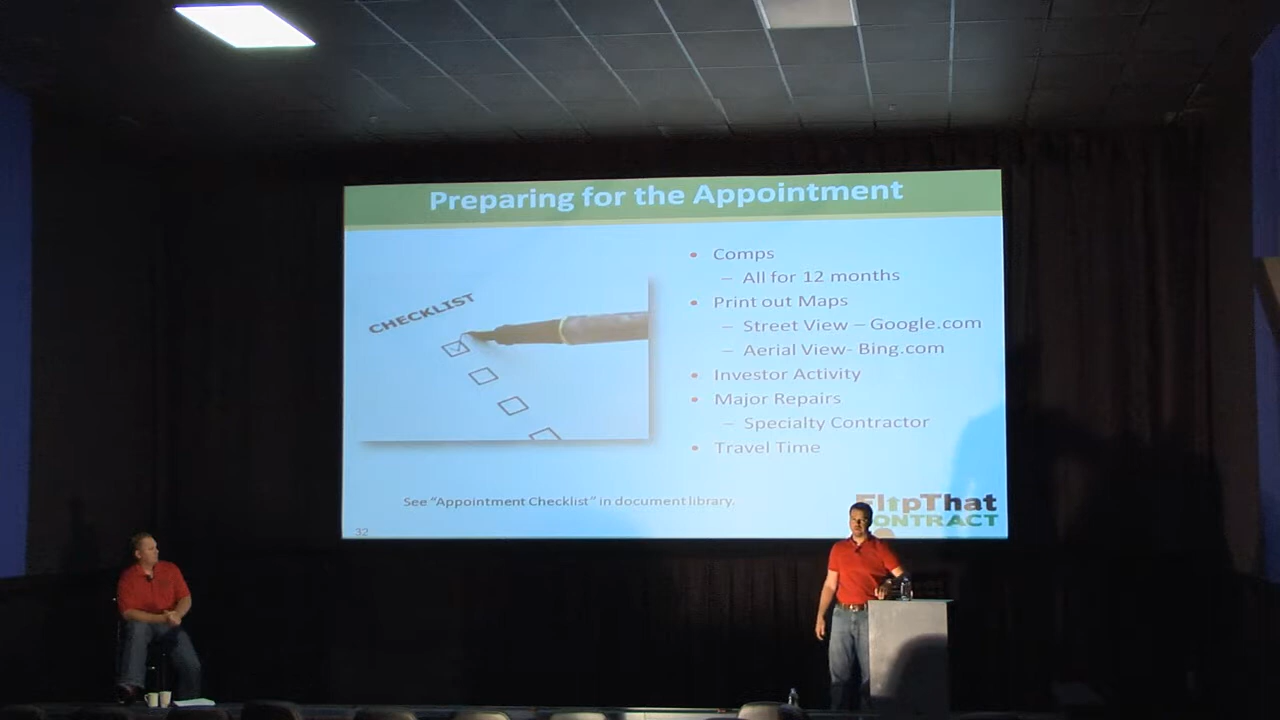 Preparing for the Appointment
CHECKLIST
• Comps
– All for 12 months
• Print out Maps
– Street View – Google.com
– Aerial View- Bing.com
• Investor Activity
• Major Repairs
– Specialty Contractor
• Travel Time
See “Appointment Checklist” in document library.
FlipThat
CONTRACT
32